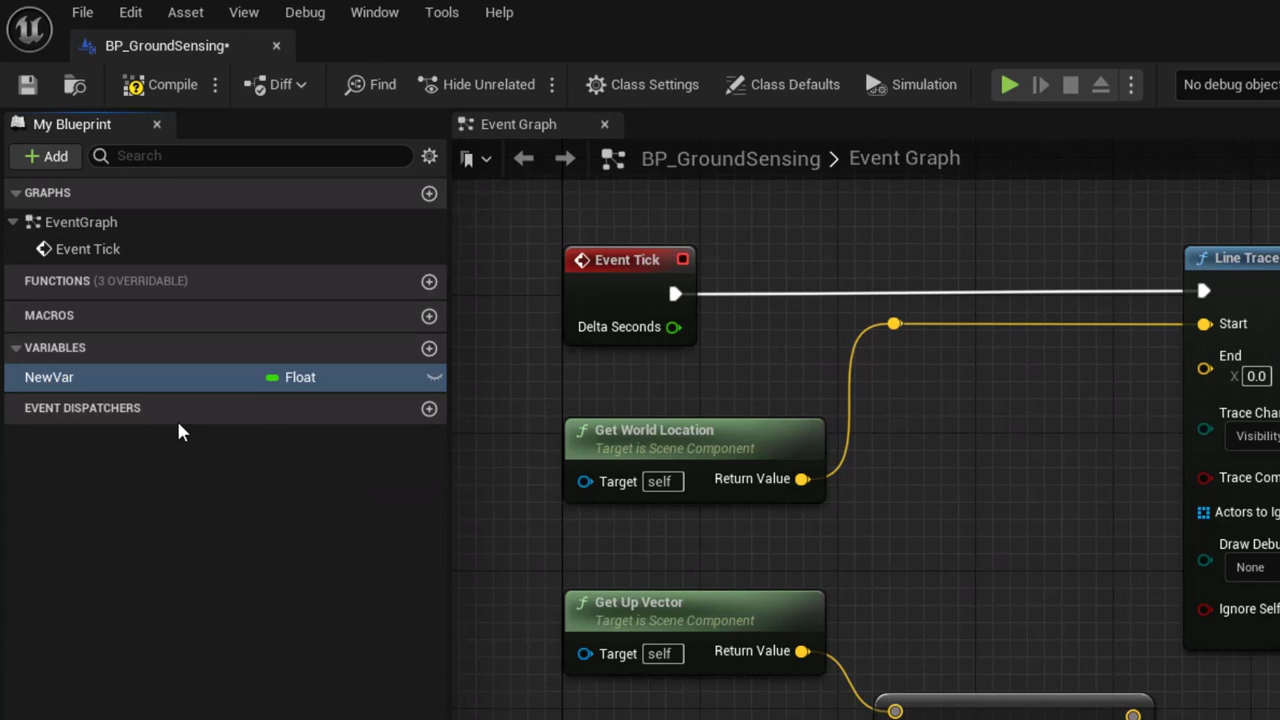 File Edit Asset View Debug Window Tools Help
BP_GroundSensing*
Compile Diff Find Hide Unrelated Class Settings Class Defaults Simulation No debug objec
My Blueprint
Event Graph
Add Search
BP_GroundSensing > Event Graph
GRAPHS
EventGraph
Event Tick
FUNCTIONS (3 OVERRIDABLE)
MACROS
VARIABLES
NewVar Float
EVENT DISPATCHERS
Event Tick
Delta Seconds
Get World Location
Target is Scene Component
Target self Return Value
Get Up Vector
Target is Scene Component
Target self Return Value
Line Trace
Start
End
X 0.0
Trace Cha
Visibility
Trace Com
Actors to Ig
Draw Debu
None
Ignore Self